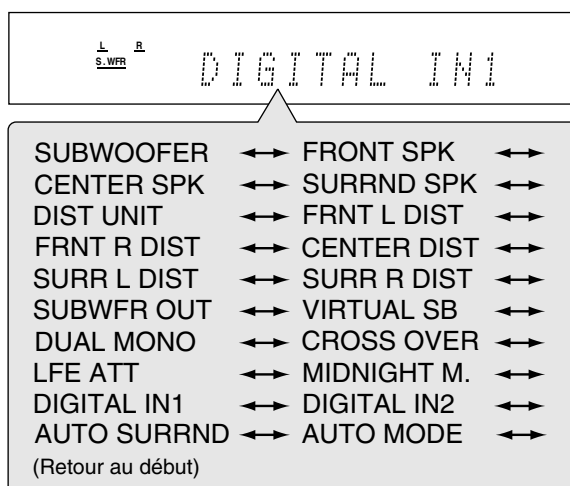 L R
S.WFR
DIGITAL IN1
SUBWOOFER ↔ FRONT SPK ↔
CENTER SPK ↔ SURRND SPK ↔
DIST UNIT ↔ FRNT L DIST ↔
FRNT R DIST ↔ CENTER DIST ↔
SURR L DIST ↔ SURR R DIST ↔
SUBWFR OUT ↔ VIRTUAL SB ↔
DUAL MONO ↔ CROSS OVER ↔
LFE ATT ↔ MIDNIGHT M. ↔
DIGITAL IN1 ↔ DIGITAL IN2 ↔
AUTO SURRND ↔ AUTO MODE ↔
(Retour au début)